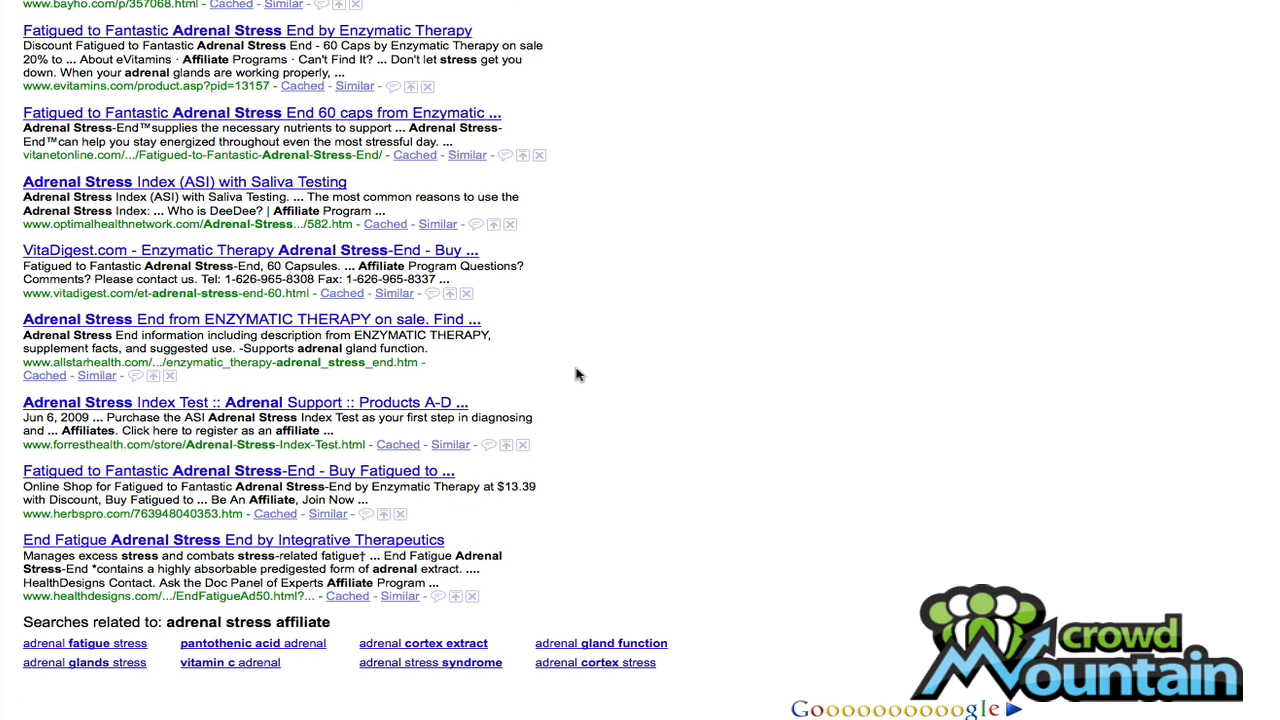 www.bayho.com/p/357068.html - Cached - Similar -
Fatigued to Fantastic Adrenal Stress End by Enzymatic Therapy
Discount Fatigued to Fantastic Adrenal Stress End - 60 Caps by Enzymatic Therapy on sale
20% to ... About eVitamins · Affiliate Programs · Can't Find It? ... Don't let stress get you
down. When your adrenal glands are working properly, ...
www.evitamins.com/product.asp?pid=13157 - Cached - Similar -
Fatigued to Fantastic Adrenal Stress End 60 caps from Enzymatic ...
Adrenal Stress-End™supplies the necessary nutrients to support ... Adrenal Stress-
End™can help you stay energized throughout even the most stressful day. ...
vitanetonline.com/.../Fatigued-to-Fantastic-Adrenal-Stress-End/ - Cached - Similar -
Adrenal Stress Index (ASI) with Saliva Testing
Adrenal Stress Index (ASI) with Saliva Testing. ... The most common reasons to use the
Adrenal Stress Index: ... Who is DeeDee? | Affiliate Program ...
www.optimalhealthnetwork.com/Adrenal-Stress.../582.htm - Cached - Similar -
VitaDigest.com - Enzymatic Therapy Adrenal Stress-End - Buy ...
Fatigued to Fantastic Adrenal Stress-End, 60 Capsules. ... Affiliate Program Questions?
Comments? Please contact us. Tel: 1-626-965-8308 Fax: 1-626-965-8337 ...
www.vitadigest.com/et-adrenal-stress-end-60.html - Cached - Similar -
Adrenal Stress End from ENZYMATIC THERAPY on sale. Find ...
Adrenal Stress End information including description from ENZYMATIC THERAPY,
supplement facts, and suggested use. -Supports adrenal gland function.
www.allstarhealth.com/.../enzymatic_therapy-adrenal_stress_end.htm -
Cached - Similar -
Adrenal Stress Index Test :: Adrenal Support :: Products A-D ...
Jun 6, 2009 ... Purchase the ASI Adrenal Stress Index Test as your first step in diagnosing
and ... Affiliates. Click here to register as an affiliate ...
www.forresthealth.com/store/Adrenal-Stress-Index-Test.html - Cached - Similar -
Fatigued to Fantastic Adrenal Stress-End - Buy Fatigued to ...
Online Shop for Fatigued to Fantastic Adrenal Stress-End by Enzymatic Therapy at $13.39
with Discount, Buy Fatigued to ... Be An Affiliate, Join Now ...
www.herbspro.com/763948040353.htm - Cached - Similar -
End Fatigue Adrenal Stress End by Integrative Therapeutics
Manages excess stress and combats stress-related fatigue† ... End Fatigue Adrenal
Stress-End *contains a highly absorbable predigested form of adrenal extract. ....
HealthDesigns Contact. Ask the Doc Panel of Experts Affiliate Program ...
www.healthdesigns.com/.../EndFatigueAd50.html?... - Cached - Similar -
Searches related to: adrenal stress affiliate
adrenal fatigue stress pantothenic acid adrenal adrenal cortex extract adrenal gland function
adrenal glands stress vitamin c adrenal adrenal stress syndrome adrenal cortex stress
crowd
Mountain
Goooooooooogle